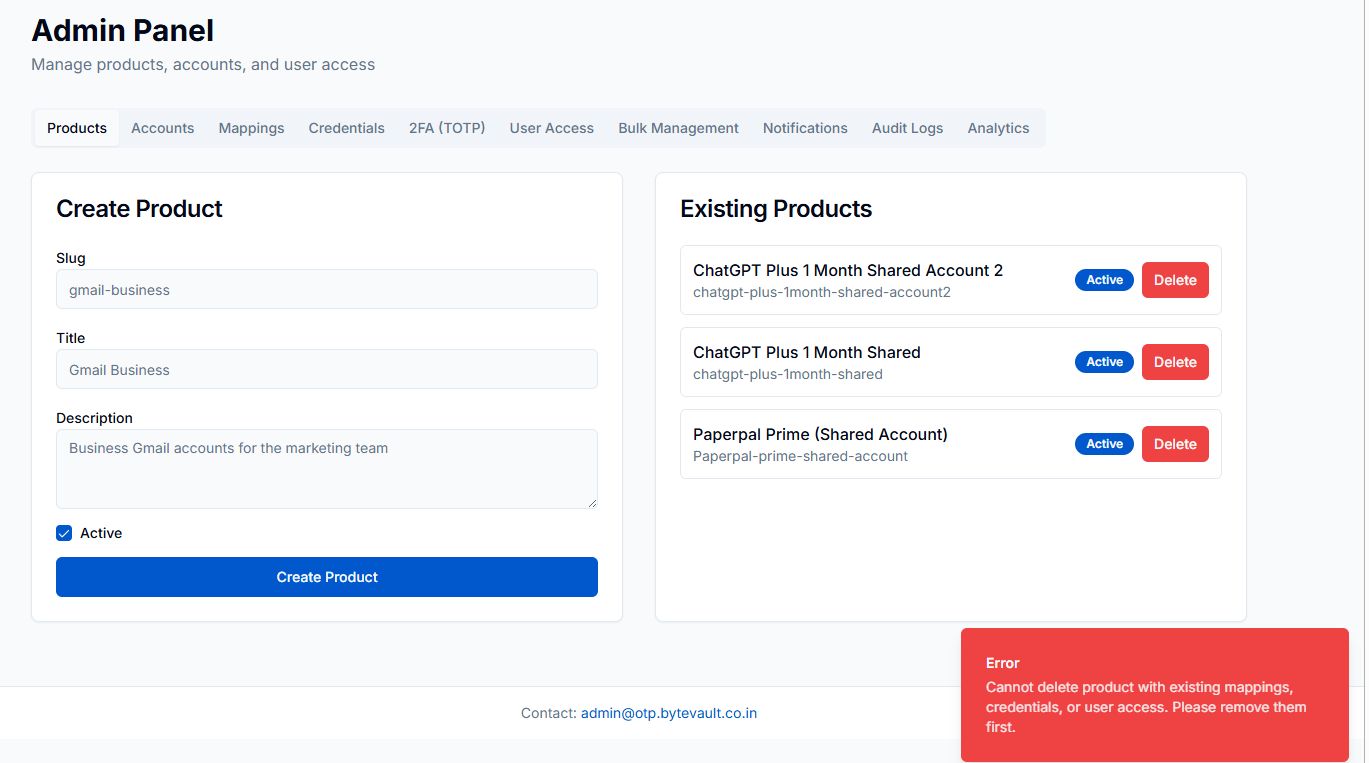 Admin Panel
Manage products, accounts, and user access
Products Accounts Mappings Credentials 2FA (TOTP) User Access Bulk Management Notifications Audit Logs Analytics
Create Product
Slug
gmail-business
Title
Gmail Business
Description
Business Gmail accounts for the marketing team
Active
Create Product
Existing Products
ChatGPT Plus 1 Month Shared Account 2
chatgpt-plus-1month-shared-account2
Active Delete
ChatGPT Plus 1 Month Shared
chatgpt-plus-1month-shared
Active Delete
Paperpal Prime (Shared Account)
Paperpal-prime-shared-account
Active Delete
Contact: admin@otp.bytevault.co.in
Error
Cannot delete product with existing mappings,
credentials, or user access. Please remove them
first.